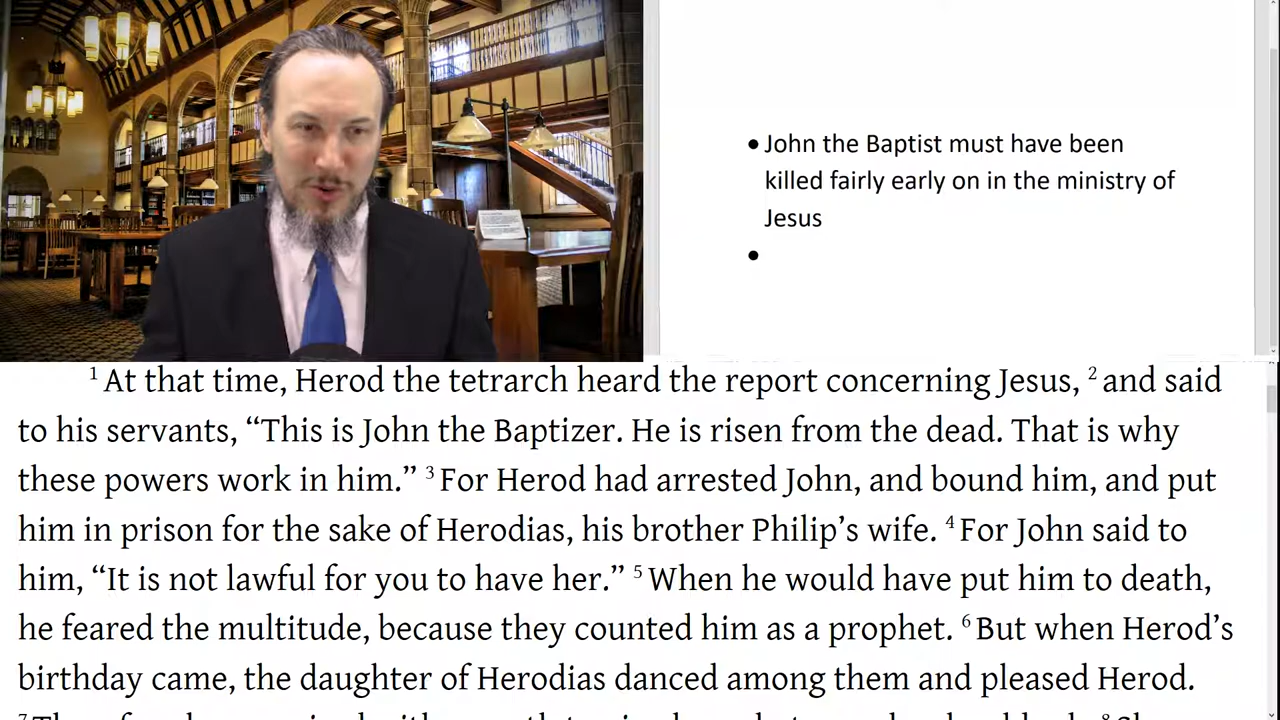 • John the Baptist must have been
killed fairly early on in the ministry of
Jesus
•
1 At that time, Herod the tetrarch heard the report concerning Jesus, 2 and said
to his servants, “This is John the Baptizer. He is risen from the dead. That is why
these powers work in him.” 3 For Herod had arrested John, and bound him, and put
him in prison for the sake of Herodias, his brother Philip’s wife. 4 For John said to
him, “It is not lawful for you to have her.” 5 When he would have put him to death,
he feared the multitude, because they counted him as a prophet. 6 But when Herod’s
birthday came, the daughter of Herodias danced among them and pleased Herod.